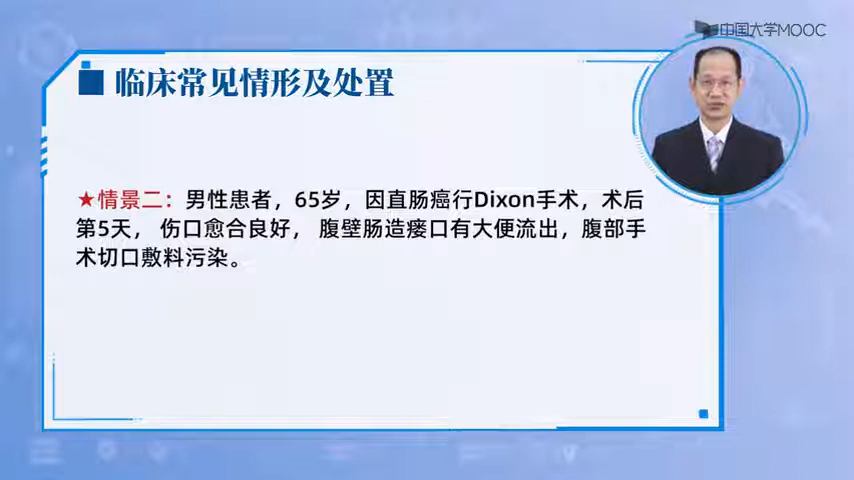 中国大学MOOC
临床常见情形及处置
★情景二：男性患者，65岁，因直肠癌行Dixon手术，术后
第5天， 伤口愈合良好， 腹壁肠造瘘口有大便流出，腹部手
术切口敷料污染。